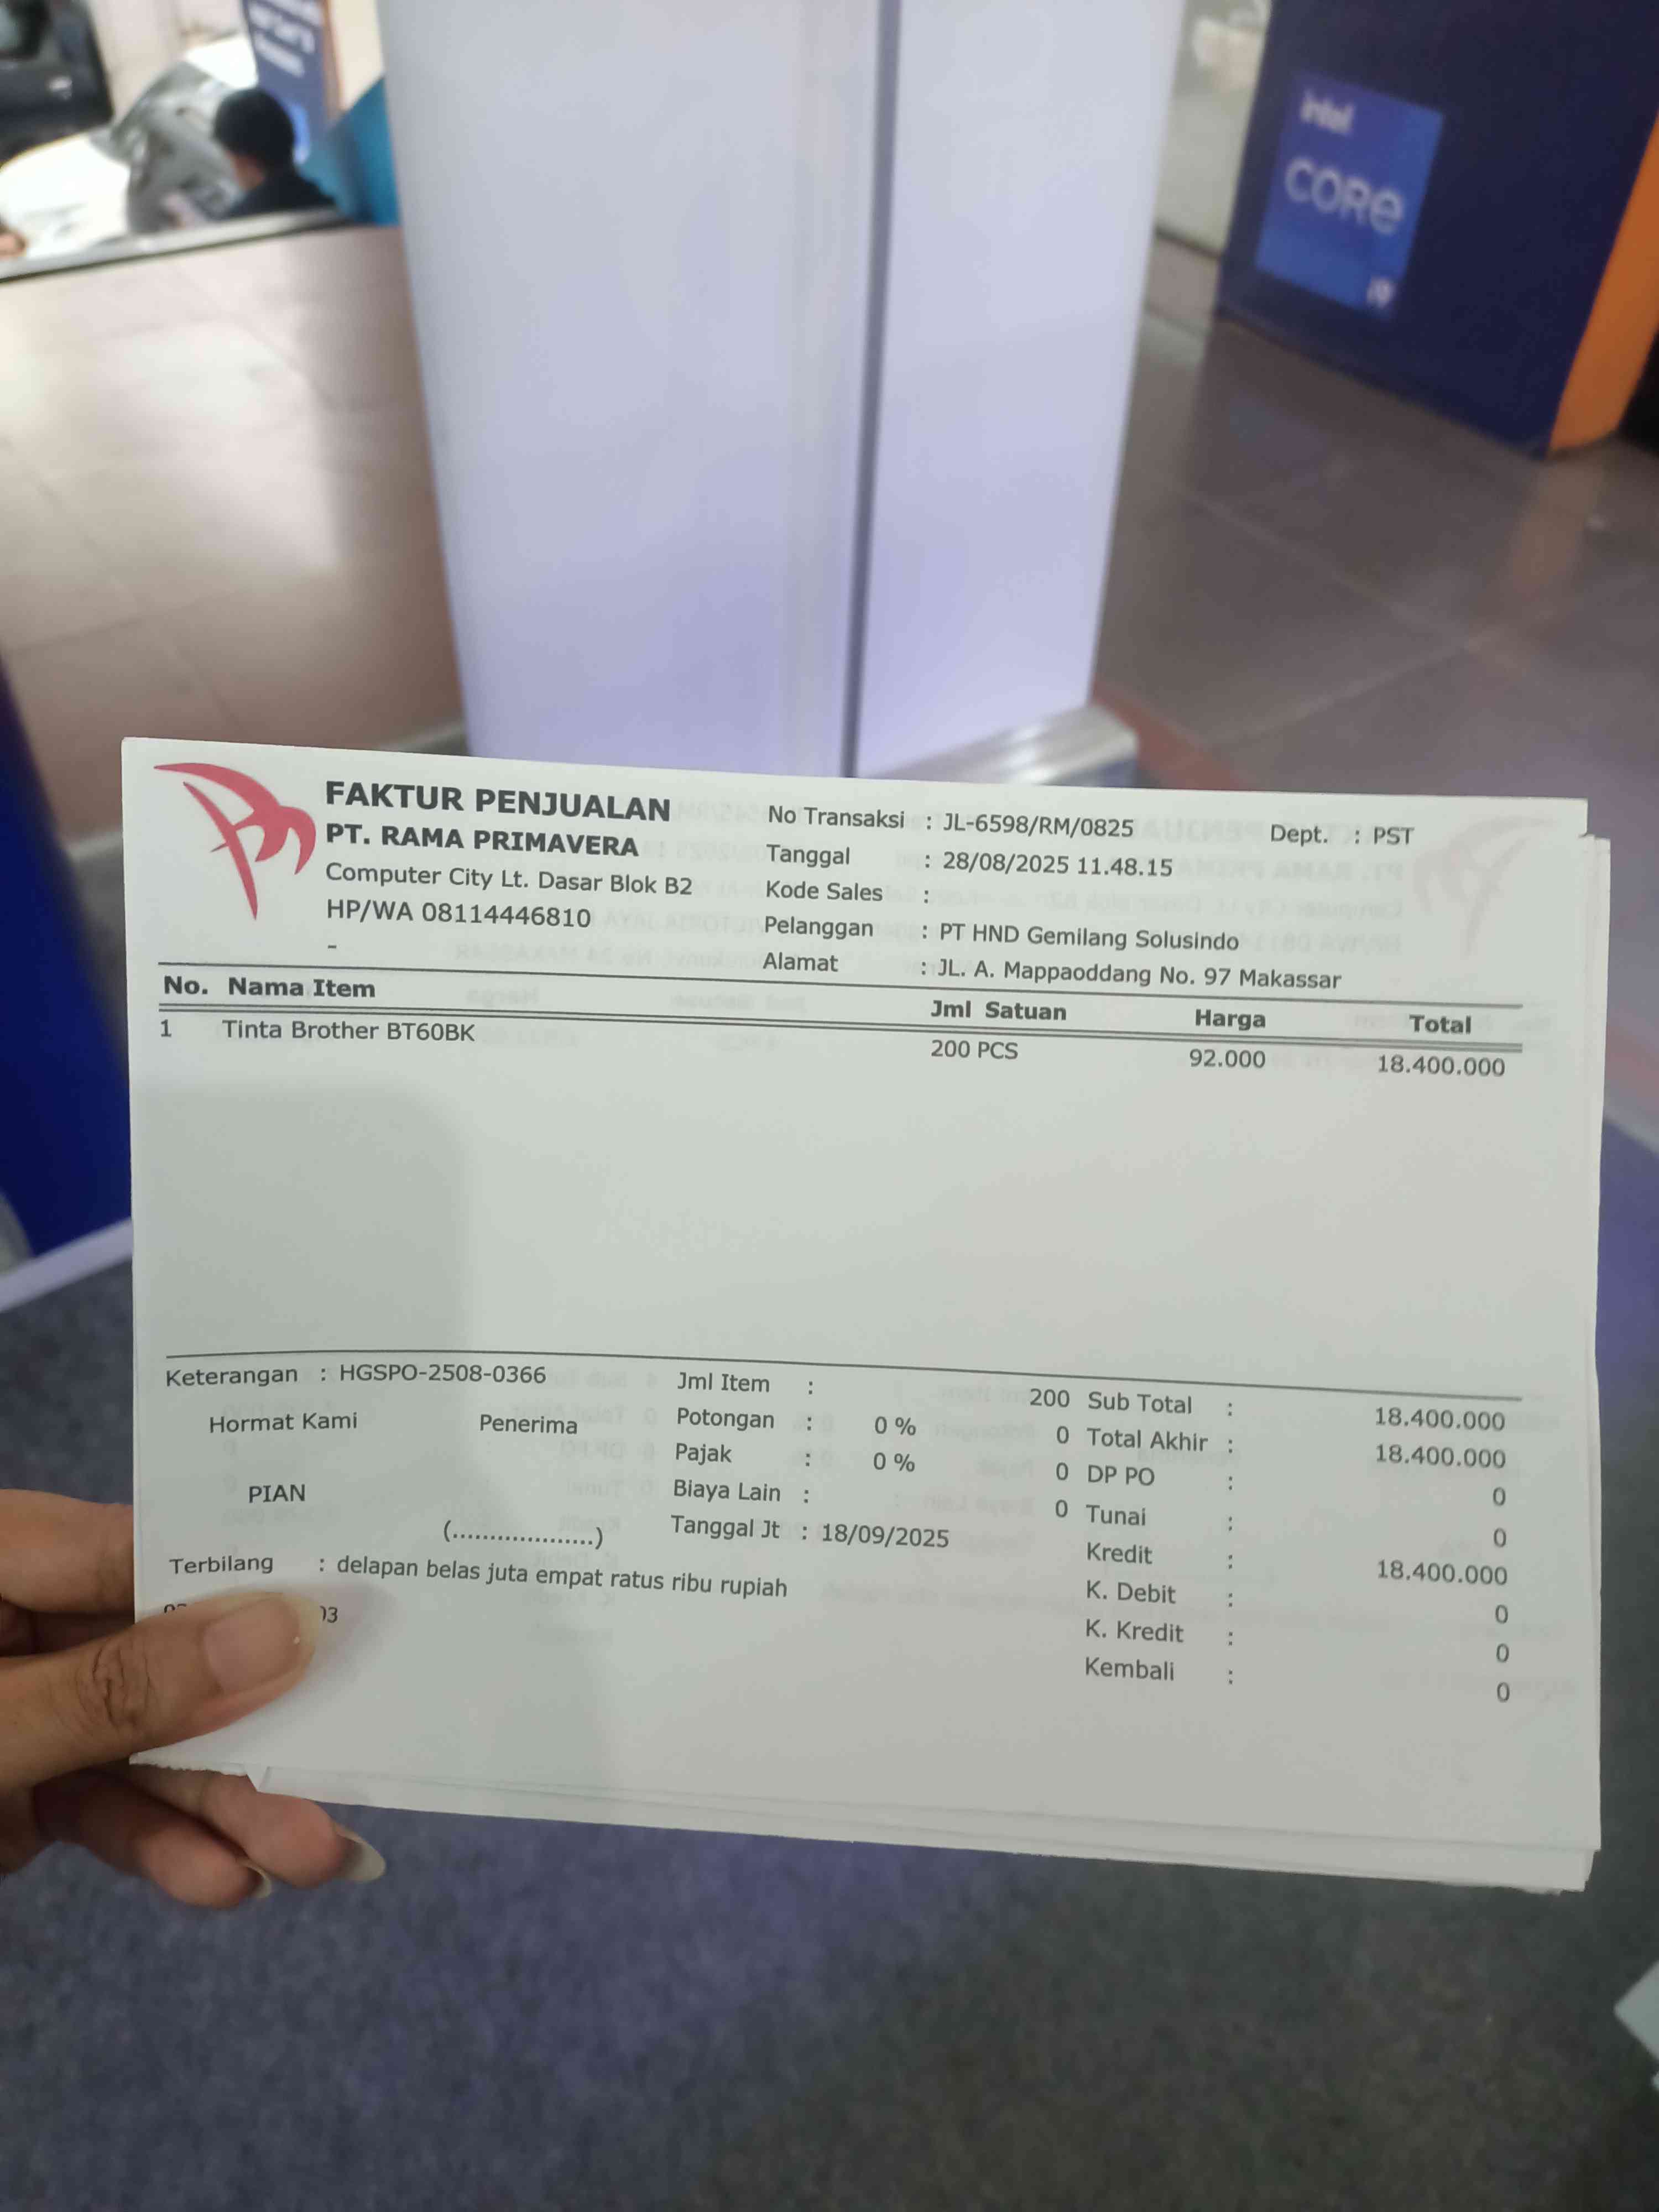 intel
CORe
i9
FAKTUR PENJUALAN
PT. RAMA PRIMAVERA
Computer City Lt. Dasar Blok B2
HP/WA 08114446810
-
No Transaksi : JL-6598/RM/0825 Dept. : PST
Tanggal : 28/08/2025 11.48.15
Kode Sales :
Pelanggan : PT HND Gemilang Solusindo
Alamat : JL. A. Mappaoddang No. 97 Makassar
No. Nama Item Jml Satuan Harga Total
1 Tinta Brother BT60BK 200 PCS 92.000 18.400.000
Keterangan : HGSPO-2508-0366
Hormat Kami Penerima
PIAN
(...................)
Jml Item : 200
Potongan : 0 % 0
Pajak : 0 % 0
Biaya Lain : 0
Tanggal Jt : 18/09/2025
Sub Total : 18.400.000
Total Akhir : 18.400.000
DP PO : 0
Tunai : 0
Kredit : 18.400.000
K. Debit : 0
K. Kredit : 0
Kembali : 0
Terbilang : delapan belas juta empat ratus ribu rupiah